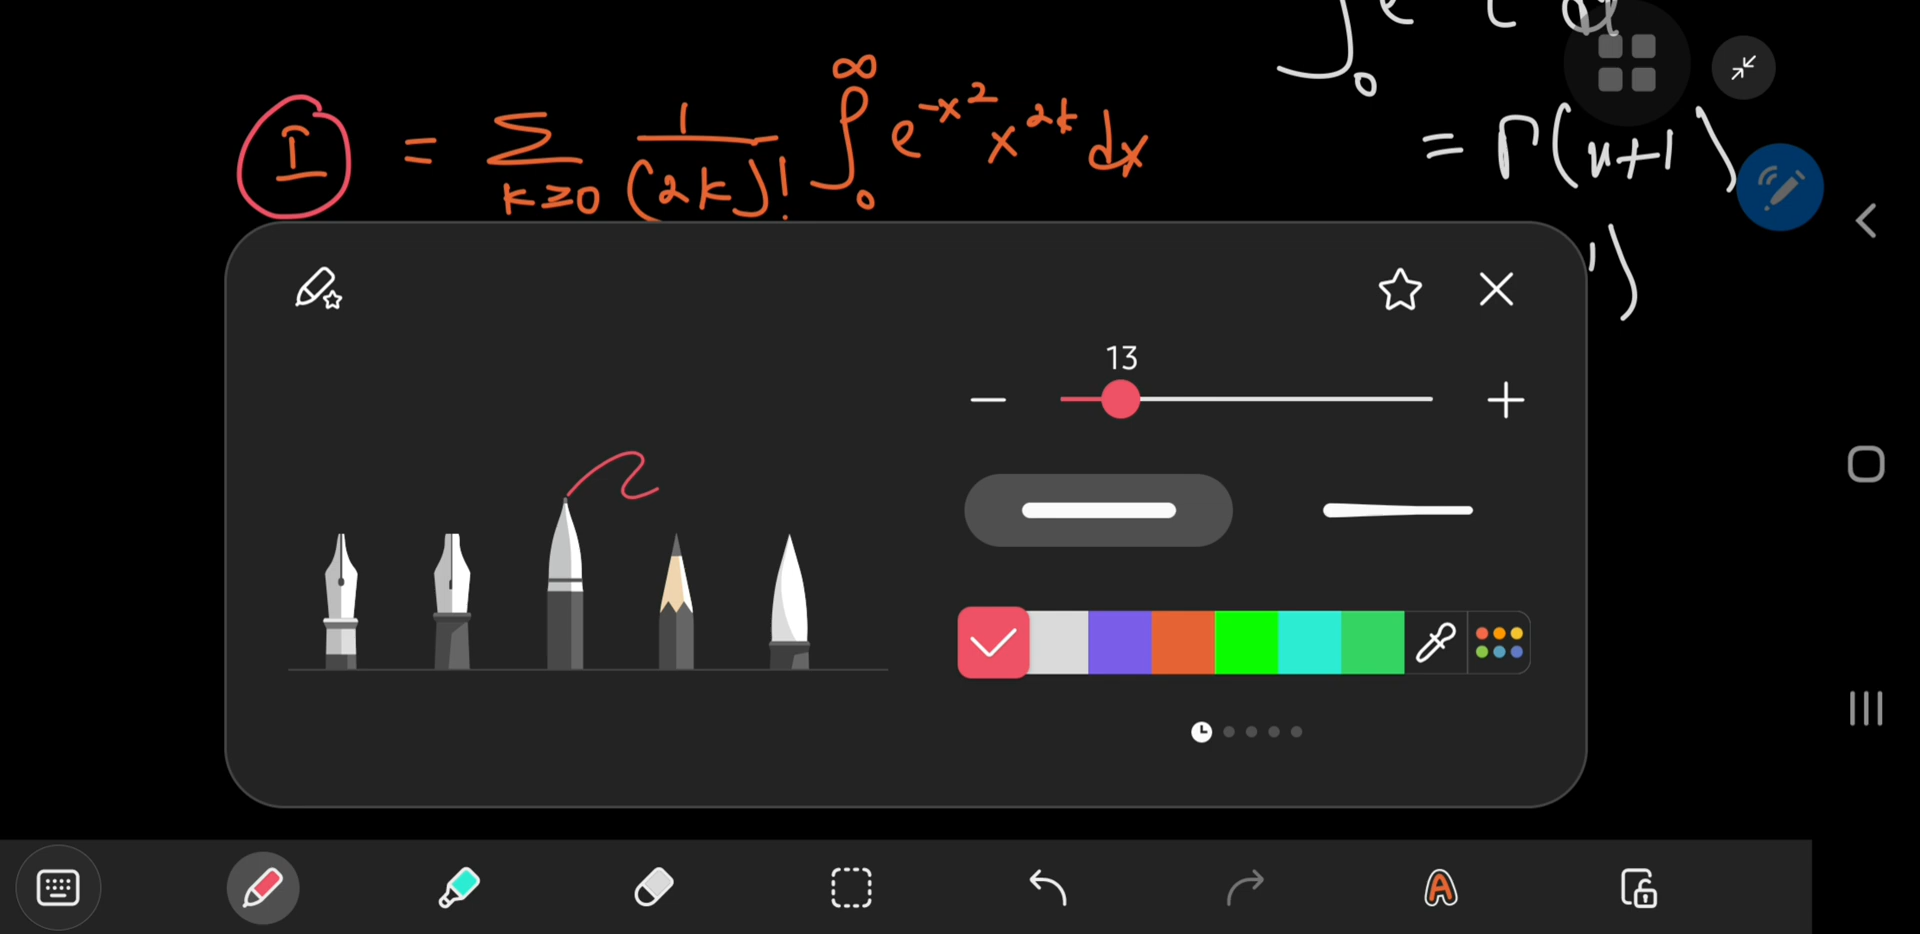 I = Σ k≥0 1/(2k)! ∫₀^∞ e^{-x²} x^{2k} dx
= Γ(n+1)
13
A